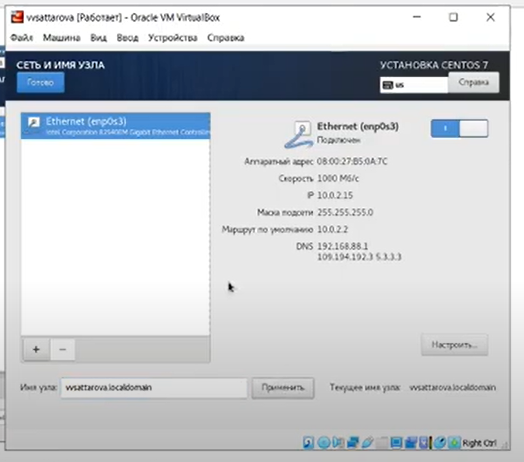 vvsattarova [Работает] - Oracle VM VirtualBox
Файл Машина Вид Ввод Устройства Справка
СЕТЬ И ИМЯ УЗЛА
УСТАНОВКА CENTOS 7
Готово
us
Справка
Ethernet (enp0s3)
Intel Corporation 82540EM Gigabit Ethernet Controller
Ethernet (enp0s3)
Подключен
Аппаратный адрес 08:00:27:B5:0A:7C
Скорость 1000 Мб/с
IP 10.0.2.15
Маска подсети 255.255.255.0
Маршрут по умолчанию 10.0.2.2
DNS 192.168.88.1
109.194.192.3 5.3.3.3
Настроить...
Имя узла: vvsattarova.localdomain Применить Текущее имя узла: vvsattarova.localdomain
Right Ctrl